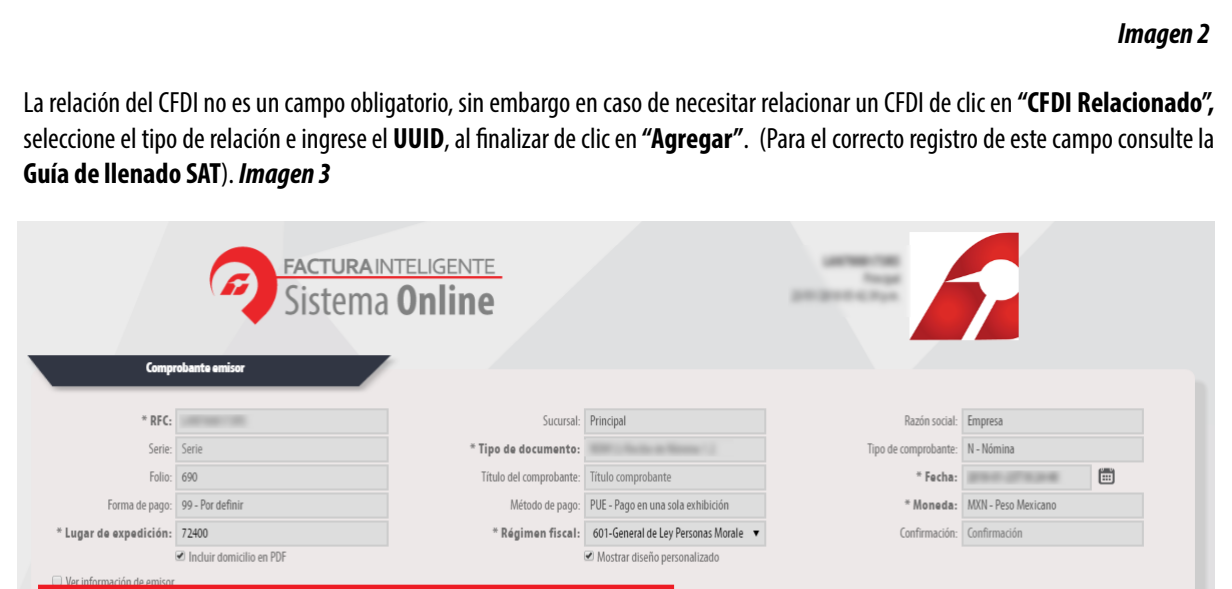 Imagen 2
La relación del CFDI no es un campo obligatorio, sin embargo en caso de necesitar relacionar un CFDI de clic en “CFDI Relacionado”,
seleccione el tipo de relación e ingrese el UUID, al finalizar de clic en “Agregar”. (Para el correcto registro de este campo consulte la
Guía de llenado SAT). Imagen 3
FACTURAINTELIGENTE
Sistema Online
Principal
Comprobante emisor
* RFC: Sucursal: Principal Razón social: Empresa
Serie: Serie * Tipo de documento: Tipo de comprobante: N - Nómina
Folio: 690 Título del comprobante: Título comprobante * Fecha:
Forma de pago: 99 - Por definir Método de pago: PUE - Pago en una sola exhibición * Moneda: MXN - Peso Mexicano
* Lugar de expedición: 72400 * Régimen fiscal: 601-General de Ley Personas Morale Confirmación: Confirmación
Incluir domicilio en PDF Mostrar diseño personalizado
Ver información de emisor